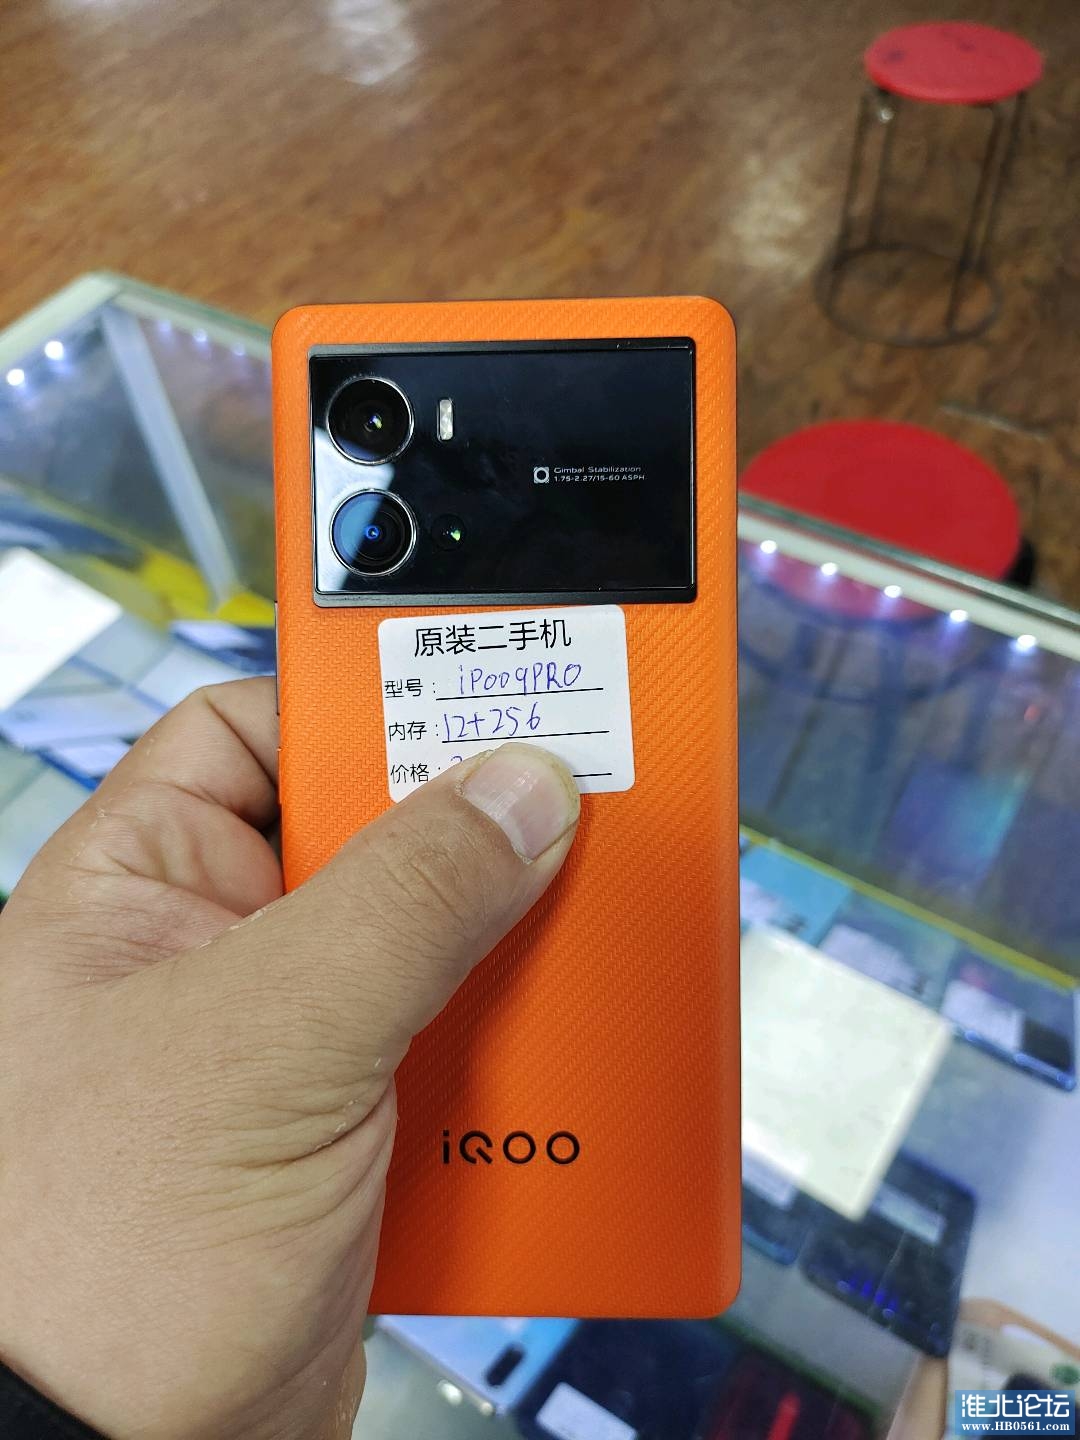 Gimbal Stabilization
1.75-2.27/15-60 ASPH.
原装二手机
型号: iPOO9PRO
内存:12+256
价格:
iQOO
淮北论坛
www.HB0561.com